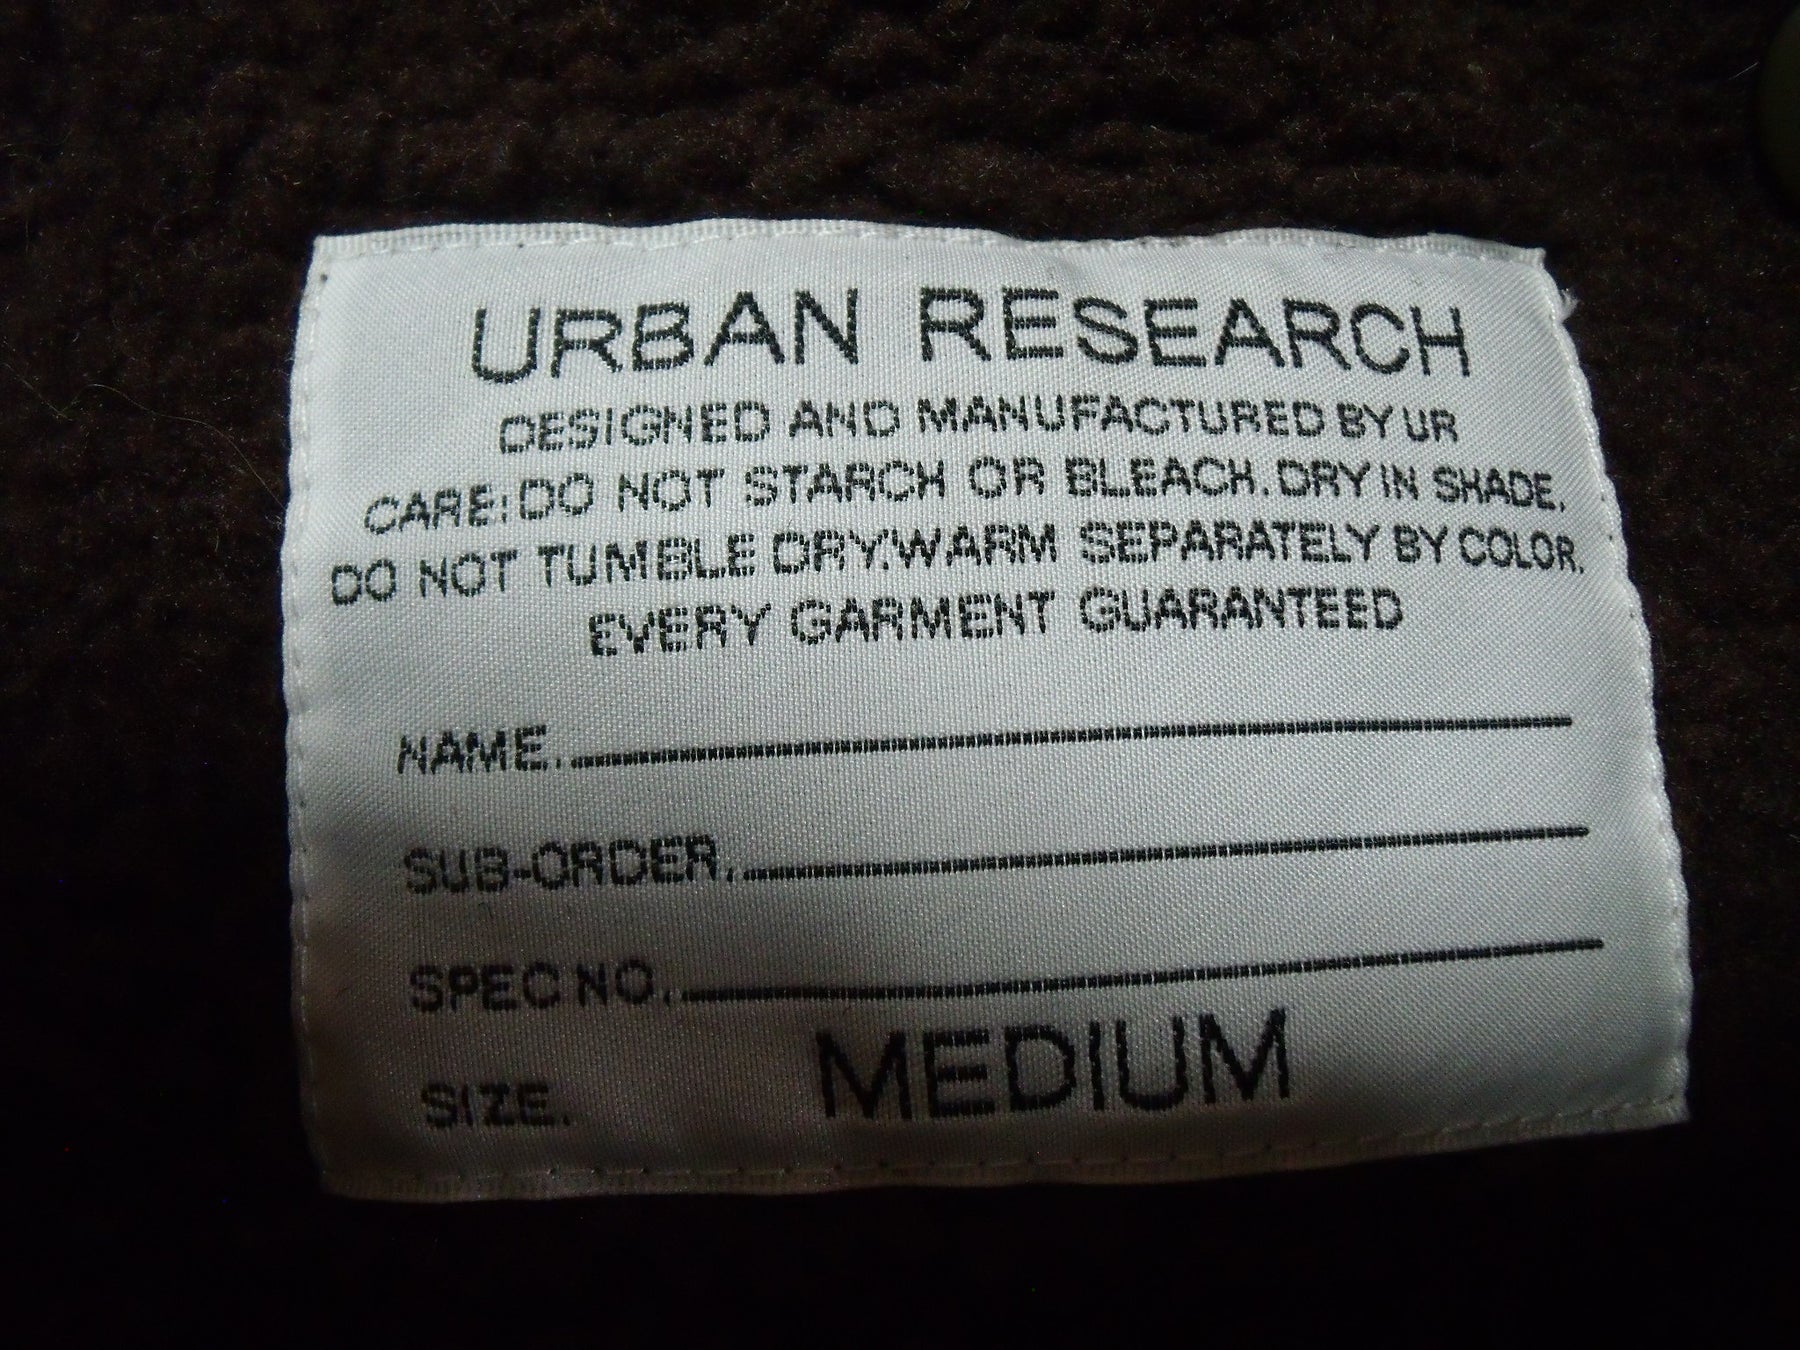 URBAN RESEARCH
DESIGNED AND MANUFACTURED BY UR
CARE:DO NOT STARCH OR BLEACH. DRY IN SHADE,
DO NOT TUMBLE DRY.WARM SEPARATELY BY COLOR.
EVERY GARMENT GUARANTEED
NAME.
SUB-ORDER.
SPEC NO.
SIZE. MEDIUM